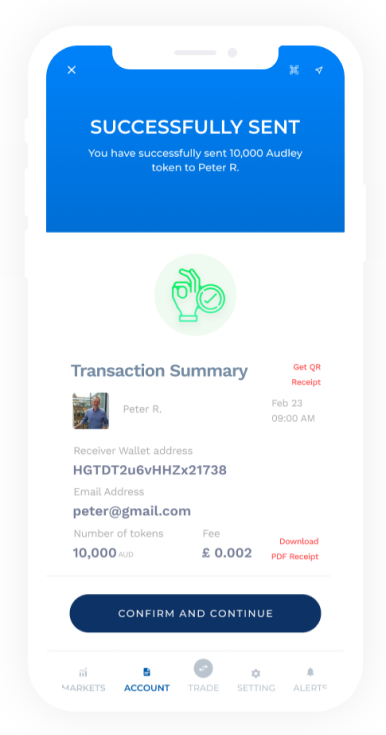 SUCCESSFULLY SENT
You have successfully sent 10,000 Audley
token to Peter R.
Transaction Summary
Get QR
Receipt
Peter R.
Feb 23
09:00 AM
Receiver Wallet address
HGTDT2u6vHHZx21738
Email Address
peter@gmail.com
Number of tokens
Fee
10,000 AUD
£ 0.002
Download
PDF Receipt
CONFIRM AND CONTINUE
MARKETS
ACCOUNT
TRADE
SETTING
ALERTS